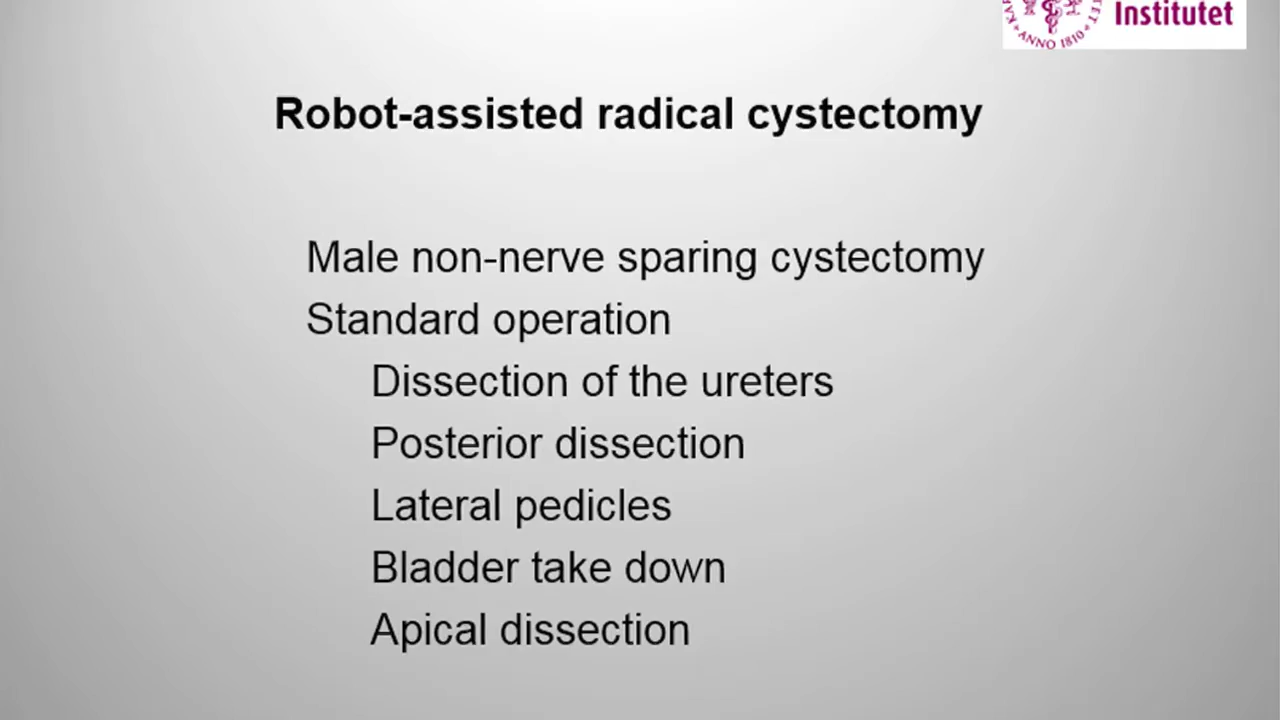 Institutet
ANNO 1810
Robot-assisted radical cystectomy
Male non-nerve sparing cystectomy
Standard operation
Dissection of the ureters
Posterior dissection
Lateral pedicles
Bladder take down
Apical dissection